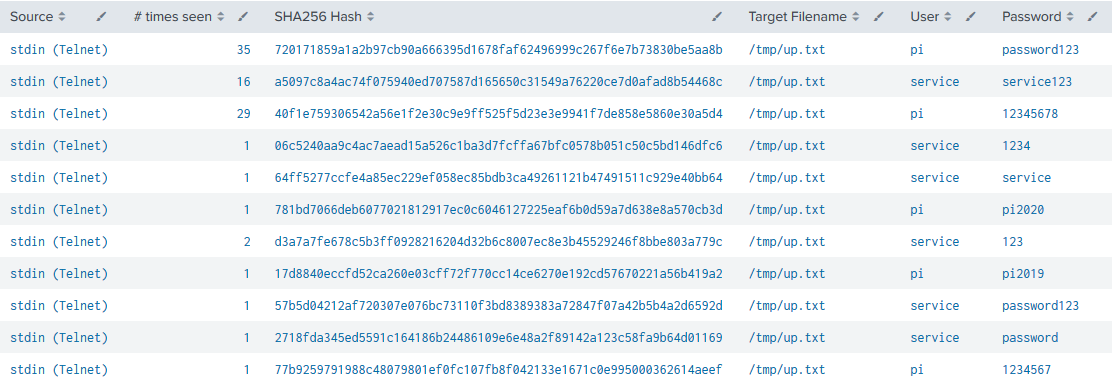 Source # times seen SHA256 Hash Target Filename User Password
stdin (Telnet) 35 720171859a1a2b97cb90a666395d1678faf62496999c267f6e7b73830be5aa8b /tmp/up.txt pi password123
stdin (Telnet) 16 a5097c8a4ac74f075940ed707587d165650c31549a76220ce7d0afad8b54468c /tmp/up.txt service service123
stdin (Telnet) 29 40f1e759306542a56e1f2e30c9e9ff525f5d23e3e9941f7de858e5860e30a5d4 /tmp/up.txt pi 12345678
stdin (Telnet) 1 06c5240aa9c4ac7aead15a526c1ba3d7fcffa67bfc0578b051c50c5bd146dfc6 /tmp/up.txt service 1234
stdin (Telnet) 1 64ff5277ccfe4a85ec229ef058ec85bdb3ca49261121b47491511c929e40bb64 /tmp/up.txt service service
stdin (Telnet) 1 781bd7066deb6077021812917ec0c6046127225eaf6b0d59a7d638e8a570cb3d /tmp/up.txt pi pi2020
stdin (Telnet) 2 d3a7a7fe678c5b3ff0928216204d32b6c8007ec8e3b45529246f8bbe803a779c /tmp/up.txt service 123
stdin (Telnet) 1 17d8840eccfd52ca260e03cff72f770cc14ce6270e192cd57670221a56b419a2 /tmp/up.txt pi pi2019
stdin (Telnet) 1 57b5d04212af720307e076bc73110f3bd8389383a72847f07a42b5b4a2d6592d /tmp/up.txt service password123
stdin (Telnet) 1 2718fda345ed5591c164186b24486109e6e48a2f89142a123c58fa9b64d01169 /tmp/up.txt service password
stdin (Telnet) 1 77b9259791988c48079801ef0fc107fb8f042133e1671c0e995000362614aeef /tmp/up.txt pi 1234567